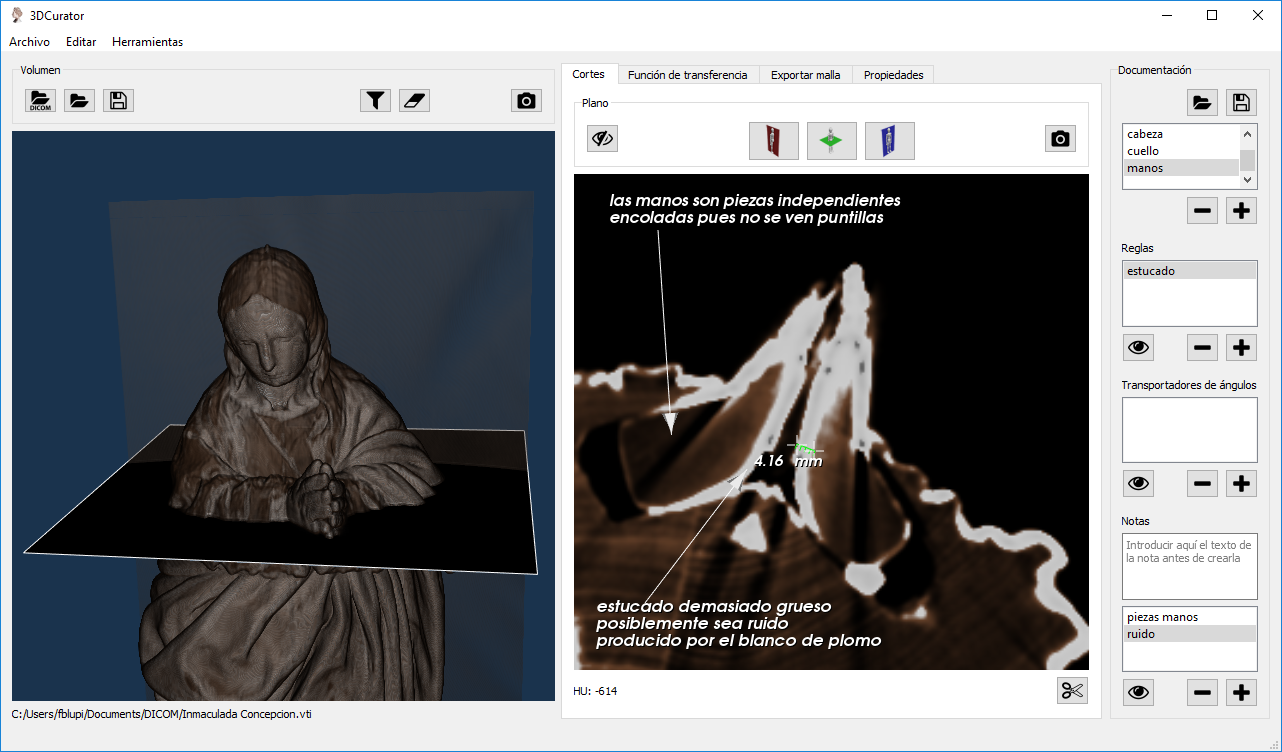 3DCurator
Archivo Editar Herramientas
Volumen
DICOM
C:/Users/fblupi/Documents/DICOM/Inmaculada Concepcion.vti
Cortes Función de transferencia Exportar malla Propiedades
Plano
las manos son piezas independientes
encoladas pues no se ven puntillas
4.16 mm
estucado demasiado grueso
posiblemente sea ruido
producido por el blanco de plomo
HU: -614
Documentación
cabeza
cuello
manos
Reglas
estucado
Transportadores de ángulos
Notas
Introducir aquí el texto de
la nota antes de crearla
piezas manos
ruido